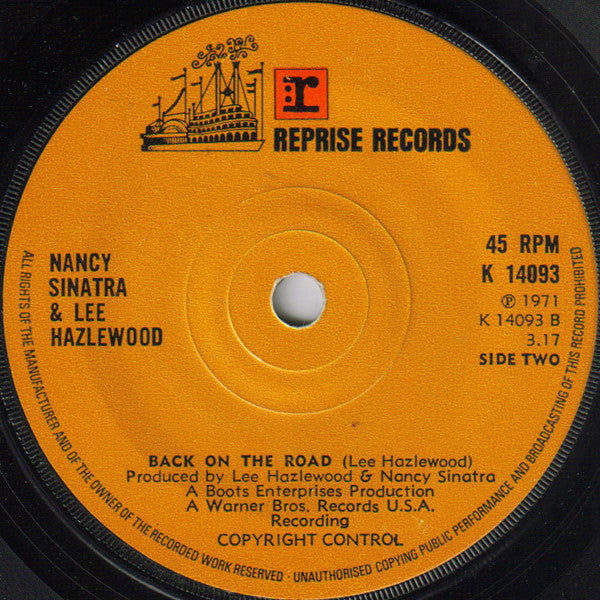 r
REPRISE RECORDS
NANCY
SINATRA
& LEE
HAZLEWOOD
45 RPM
K 14093
℗ 1971
K 14093 B
3.17
SIDE TWO
BACK ON THE ROAD (Lee Hazlewood)
Produced by Lee Hazlewood & Nancy Sinatra
A Boots Enterprises Production
A Warner Bros. Records U.S.A.
Recording
COPYRIGHT CONTROL
ALL RIGHTS OF THE MANUFACTURER AND OF THE OWNER OF THE RECORDED WORK RESERVED - UNAUTHORISED COPYING PUBLIC PERFORMANCE AND BROADCASTING OF THIS RECORD PROHIBITED